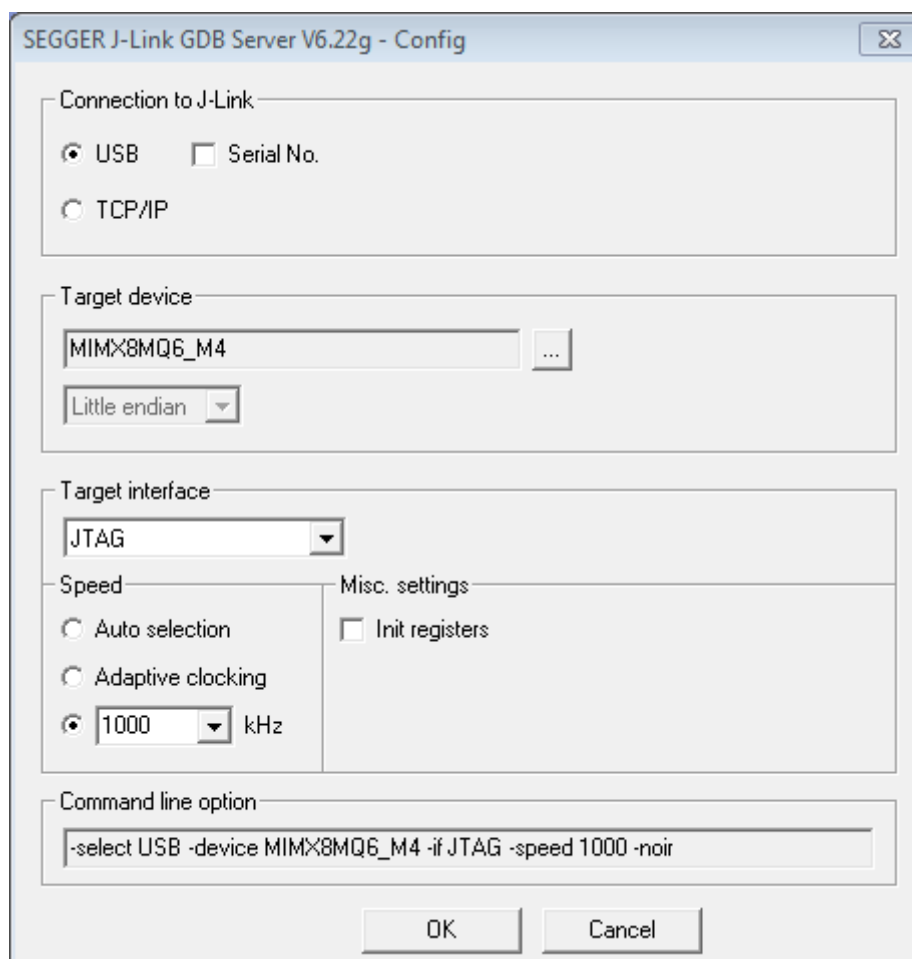 SEGGER J-Link GDB Server V6.22g - Config
Connection to J-Link
USB Serial No.
TCP/IP
Target device
MIMX8MQ6_M4 ...
Little endian
Target interface
JTAG
Speed Misc. settings
Auto selection Init registers
Adaptive clocking
1000 kHz
Command line option
-select USB -device MIMX8MQ6_M4 -if JTAG -speed 1000 -noir
OK Cancel